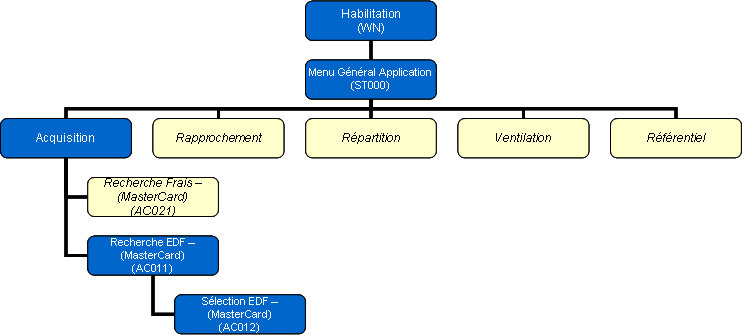 Habilitation
(WN)
Menu Général Application
(ST000)
Acquisition
Rapprochement
Répartition
Ventilation
Référentiel
Recherche Frais –
(MasterCard)
(AC021)
Recherche EDF –
(MasterCard)
(AC011)
Sélection EDF –
(MasterCard)
(AC012)